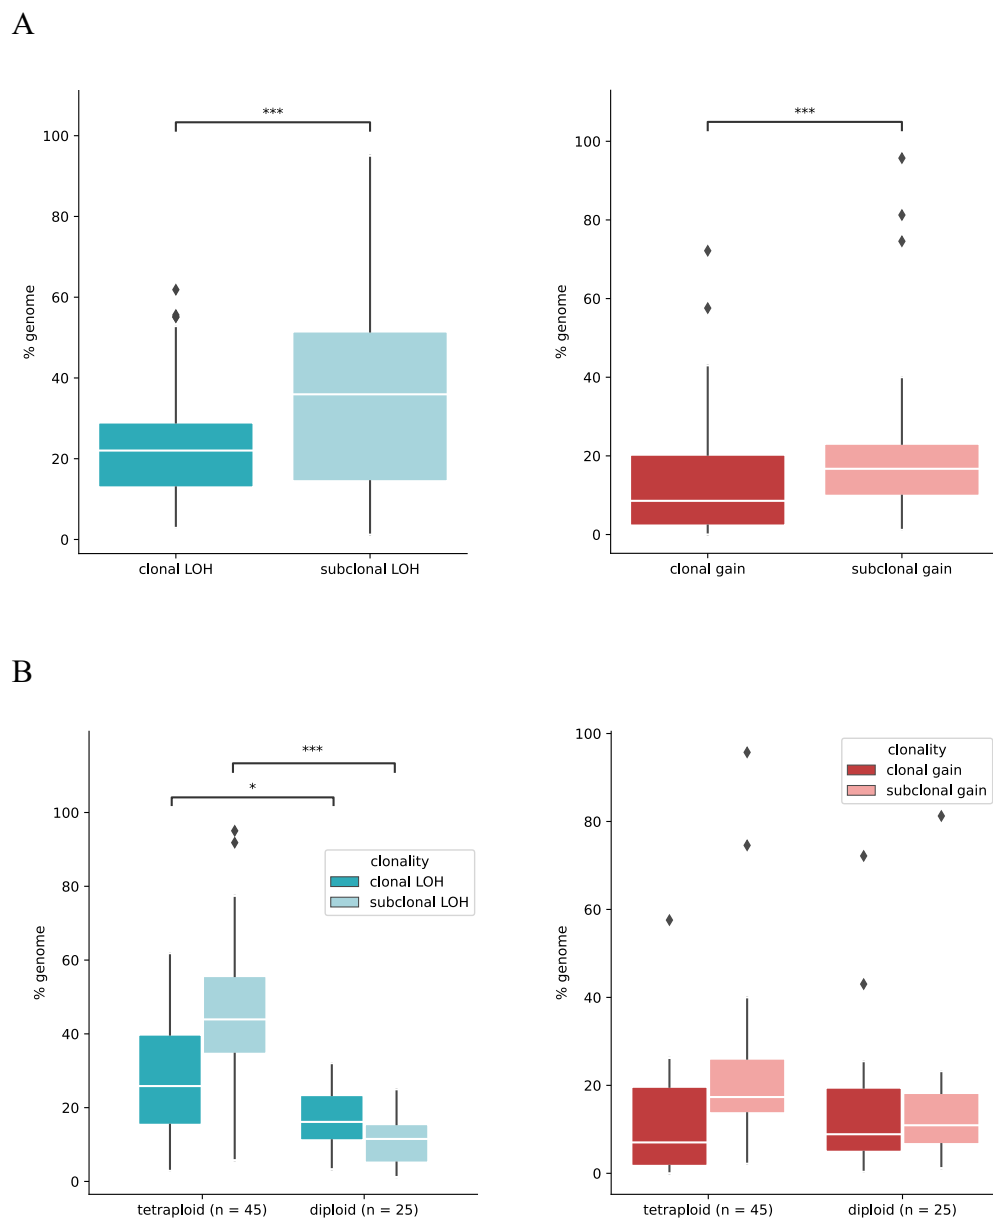 A
***
100
80
60
40
20
0
% genome
clonal LOH
subclonal LOH
***
100
80
60
40
20
0
% genome
clonal gain
subclonal gain
B
***
*
100
80
60
40
20
0
% genome
clonality
clonal LOH
subclonal LOH
tetraploid (n = 45)
diploid (n = 25)
100
80
60
40
20
0
% genome
clonality
clonal gain
subclonal gain
tetraploid (n = 45)
diploid (n = 25)